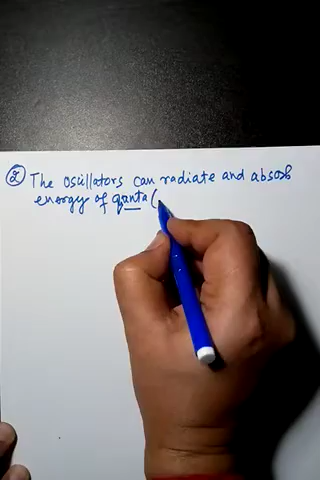 ② The oscillators can radiate and absorb
energy of qanta (